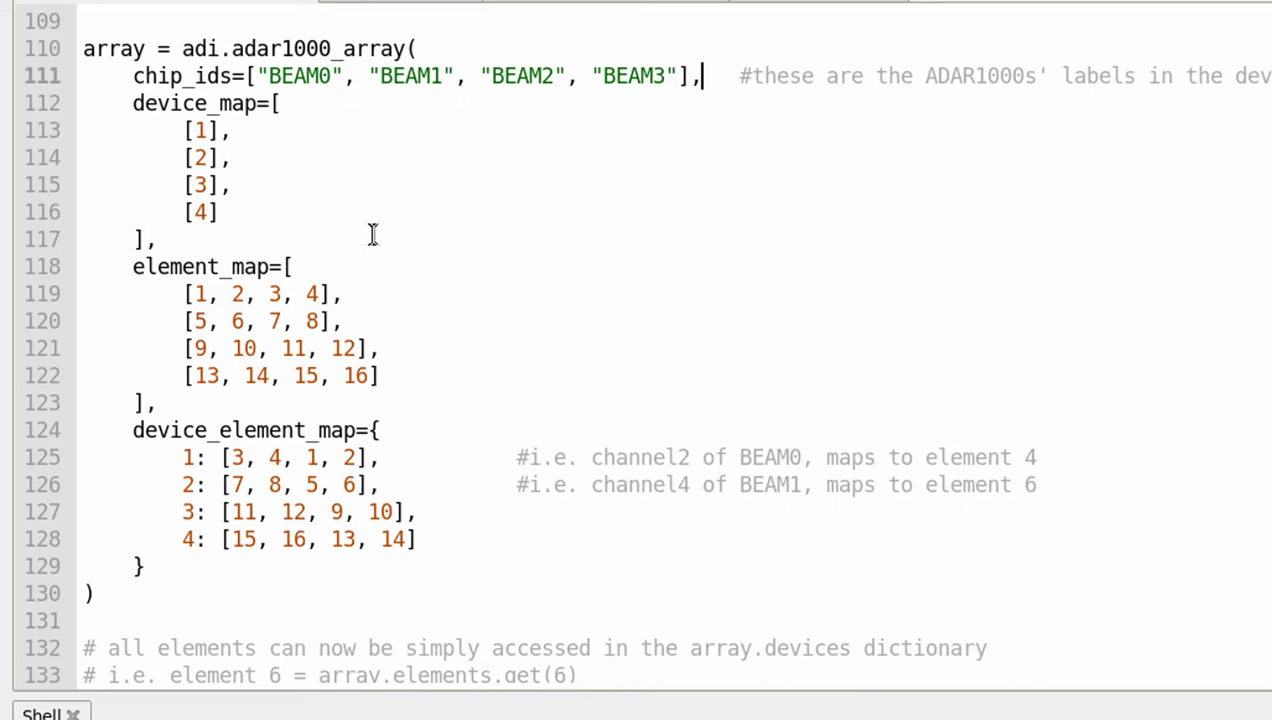 109
110 array = adi.adar1000_array(
111     chip_ids=["BEAM0", "BEAM1", "BEAM2", "BEAM3"],   #these are the ADAR1000s' labels in the dev
112     device_map=[
113         [1],
114         [2],
115         [3],
116         [4]
117     ],
118     element_map=[
119         [1, 2, 3, 4],
120         [5, 6, 7, 8],
121         [9, 10, 11, 12],
122         [13, 14, 15, 16]
123     ],
124     device_element_map={
125         1: [3, 4, 1, 2],           #i.e. channel2 of BEAM0, maps to element 4
126         2: [7, 8, 5, 6],           #i.e. channel4 of BEAM1, maps to element 6
127         3: [11, 12, 9, 10],
128         4: [15, 16, 13, 14]
129     }
130 )
131
132 # all elements can now be simply accessed in the array.devices dictionary
133 # i.e. element 6 = array.elements.get(6)
Shell